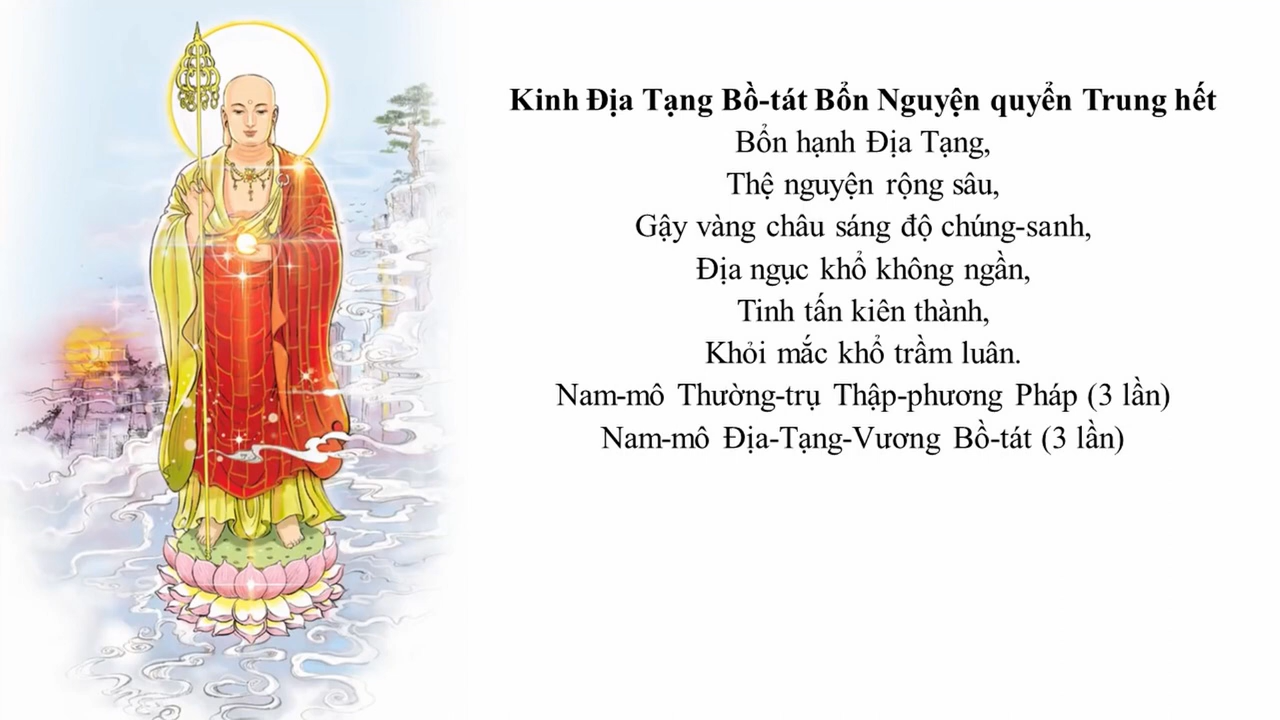 Kinh Địa Tạng Bồ-tát Bổn Nguyện quyển Trung hết
Bổn hạnh Địa Tạng,
Thệ nguyện rộng sâu,
Gậy vàng châu sáng độ chúng-sanh,
Địa ngục khổ không ngần,
Tinh tấn kiên thành,
Khỏi mắc khổ trầm luân.
Nam-mô Thường-trụ Thập-phương Pháp (3 lần)
Nam-mô Địa-Tạng-Vương Bồ-tát (3 lần)